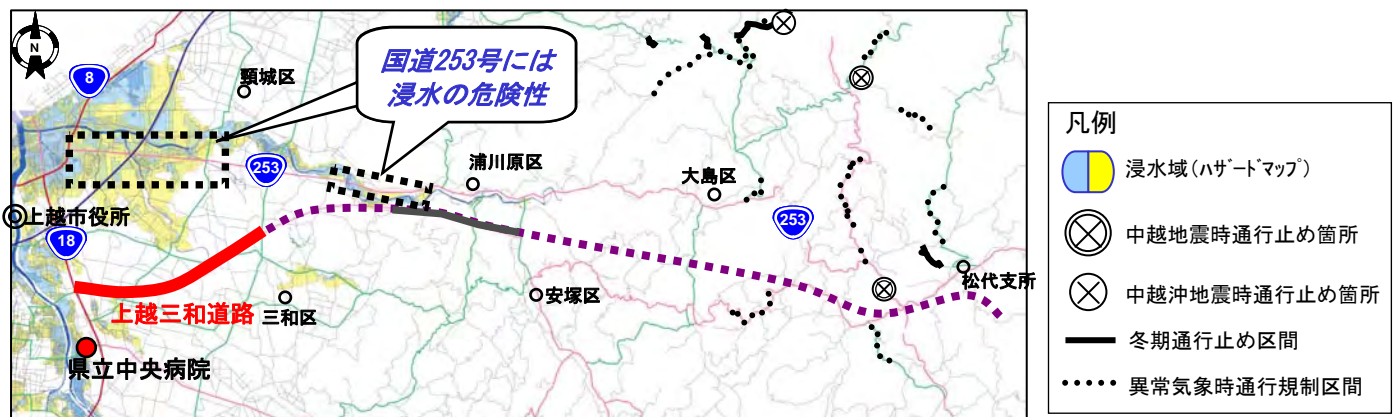 N
8
頸城区
国道253号には
浸水の危険性
253
浦川原区
大島区
上越市役所
18
253
松代支所
上越三和道路
三和区
安塚区
県立中央病院
凡例
浸水域(ﾊｻﾞｰﾄﾞﾏｯﾌﾟ)
中越地震時通行止め箇所
中越沖地震時通行止め箇所
冬期通行止め区間
異常気象時通行規制区間